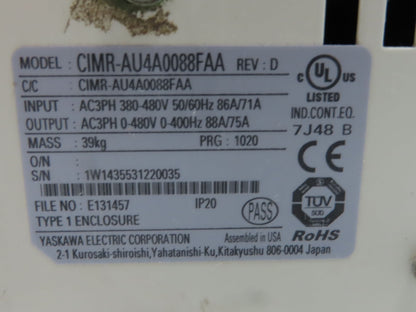 MODEL : CIMR-AU4A0088FAA REV : D
C/C : CIMR-AU4A0088FAA
INPUT : AC3PH 380-480V 50/60Hz 86A/71A
OUTPUT : AC3PH 0-480V 0-400Hz 88A/75A
MASS : 39kg PRG : 1020
O/N :
S/N : 1W1435531220035
FILE NO : E131457 IP20
TYPE 1 ENCLOSURE
PASS
YASKAWA ELECTRIC CORPORATION Assembled in USA
2-1 Kurosaki-shiroishi,Yahatanishi-Ku,Kitakyushu 806-0004 Japan
C UL US
LISTED
IND.CONT.EQ.
7J48 B
CE
TÜV
RoHS